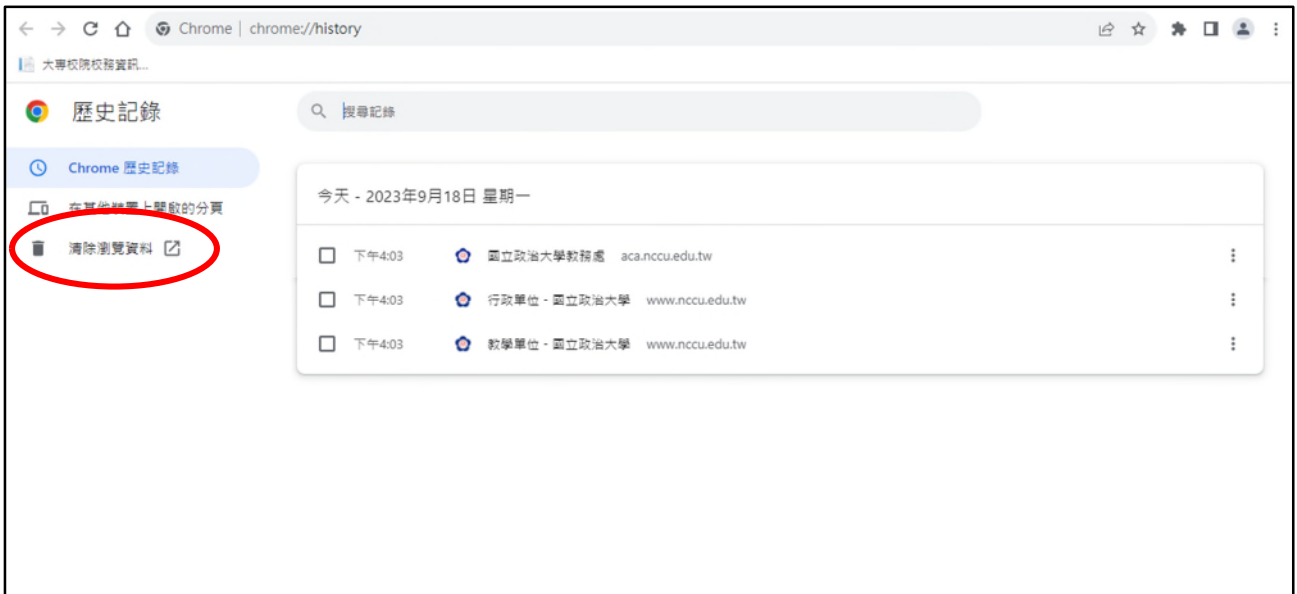 Chrome | chrome://history
大專校院校務資訊...
歷史記錄
搜尋記錄
Chrome 歷史記錄
在其他裝置上開啟的分頁
清除瀏覽資料
今天 - 2023年9月18日 星期一
下午4:03 國立政治大學教務處 aca.nccu.edu.tw
下午4:03 行政單位 - 國立政治大學 www.nccu.edu.tw
下午4:03 教學單位 - 國立政治大學 www.nccu.edu.tw